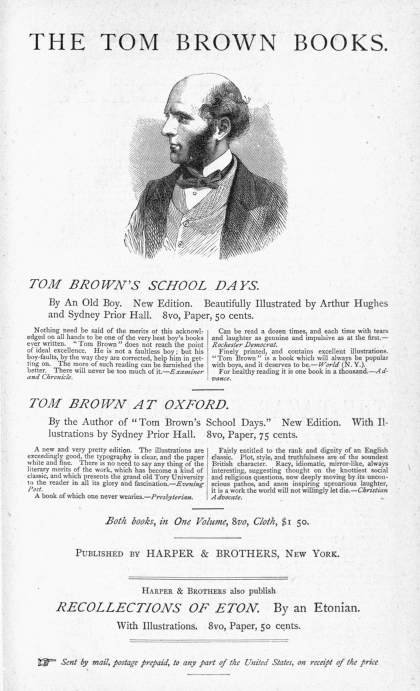 THE TOM BROWN BOOKS.
TOM BROWN'S SCHOOL DAYS.
By An Old Boy. New Edition. Beautifully Illustrated by Arthur Hughes
and Sydney Prior Hall. 8vo, Paper, 50 cents.
Nothing need be said of the merits of this acknowl-
edged on all hands to be one of the very best boy's books
ever written. "Tom Brown" does not reach the point
of ideal excellence. He is not a faultless boy; but his
boy-faults, by the way they are corrected, help him in get-
ting on. The more of such reading can be furnished the
better. There will never be too much of it.—Examiner
and Chronicle.
Can be read a dozen times, and each time with tears
and laughter as genuine and impulsive as at the first.—
Rochester Democrat.
Finely printed, and contains excellent illustrations.
"Tom Brown" is a book which will always be popular
with boys, and it deserves to be.—World (N. Y.).
For healthy reading it is one book in a thousand.—Ad-
vance.
TOM BROWN AT OXFORD.
By the Author of "Tom Brown's School Days." New Edition. With Il-
lustrations by Sydney Prior Hall. 8vo, Paper, 75 cents.
A new and very pretty edition. The illustrations are
exceedingly good, the typography is clear, and the paper
white and fine. There is no need to say any thing of the
literary merits of the work, which has become a kind of
classic, and which presents the grand old Tory University
to the reader in all its glory and fascination.—Evening
Post.
A book of which one never wearies.—Presbyterian.
Fairly entitled to the rank and dignity of an English
classic. Plot, style, and truthfulness are of the soundest
British character. Racy, idiomatic, mirror-like, always
interesting, suggesting thought on the knottiest social
and religious questions, now deeply moving by its uncon-
scious pathos, and anon inspiring uproarious laughter,
it is a work the world will not willingly let die.—Christian
Advocate.
Both books, in One Volume, 8vo, Cloth, $1 50.
PUBLISHED BY HARPER & BROTHERS, NEW YORK.
HARPER & BROTHERS also publish
RECOLLECTIONS OF ETON. By an Etonian.
With Illustrations. 8vo, Paper, 50 cents.
☞ Sent by mail, postage prepaid, to any part of the United States, on receipt of the price